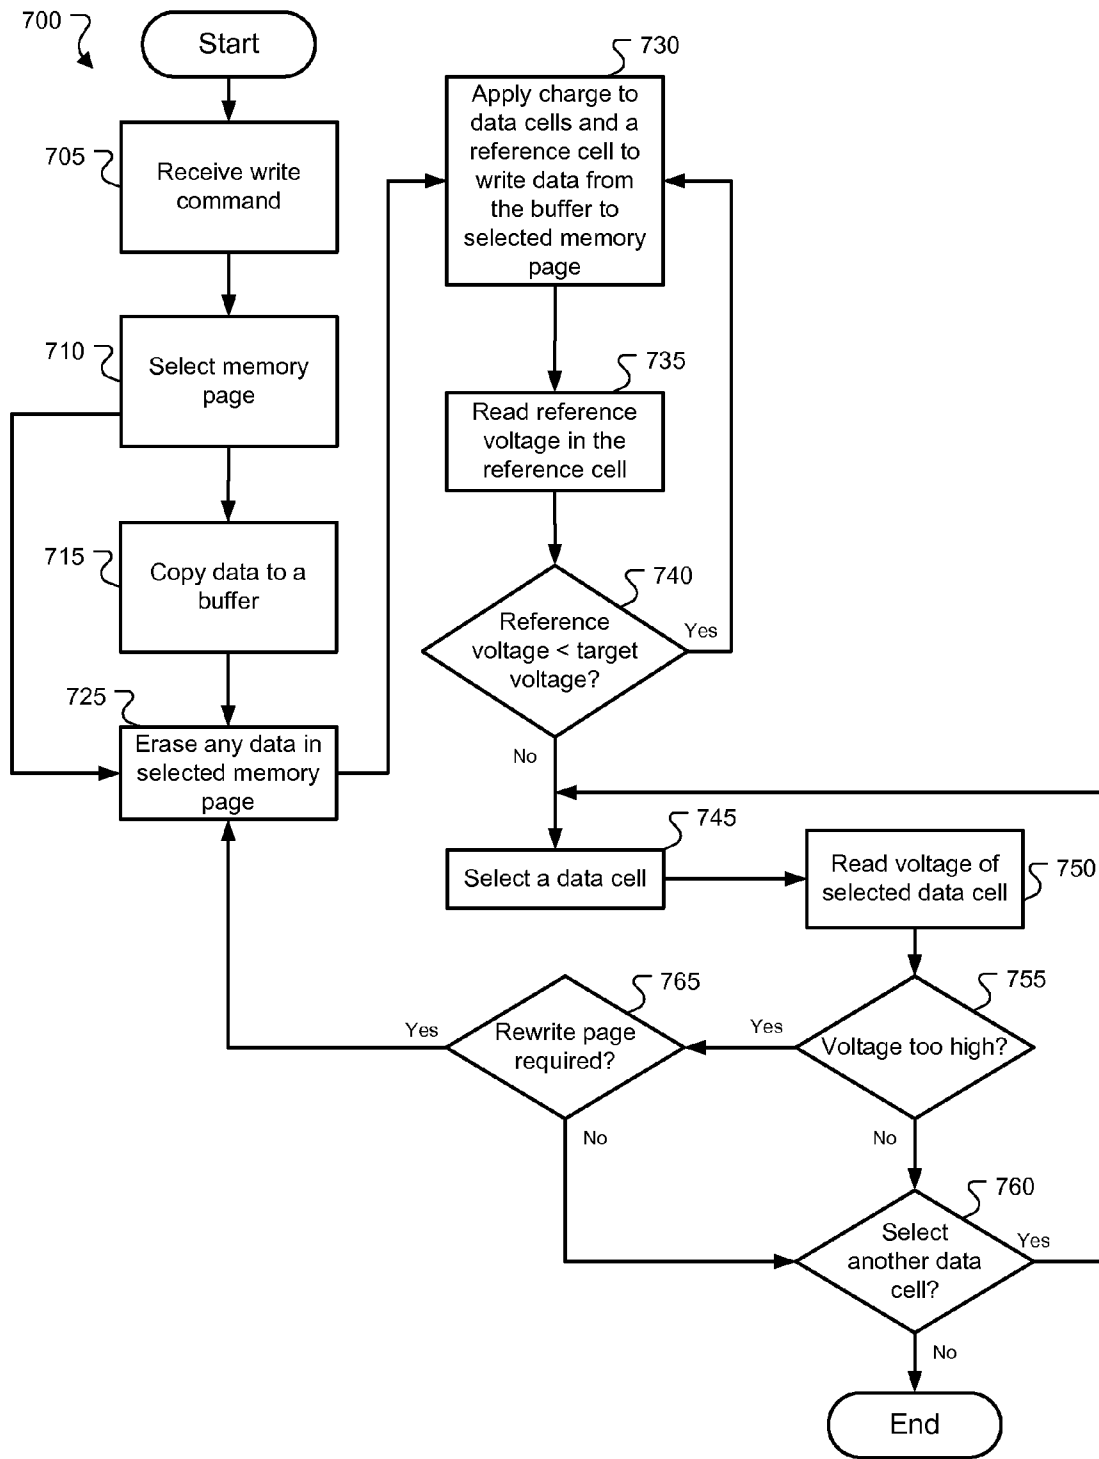 700
Start
705
Receive write
command
710
Select memory
page
715
Copy data to a
buffer
725
Erase any data in
selected memory
page
730
Apply charge to
data cells and a
reference cell to
write data from
the buffer to
selected memory
page
735
Read reference
voltage in the
reference cell
740
Reference
voltage < target
voltage?
Yes
No
745
Select a data cell
750
Read voltage of
selected data cell
755
Voltage too high?
Yes
No
765
Rewrite page
required?
Yes
No
760
Select
another data
cell?
Yes
No
End